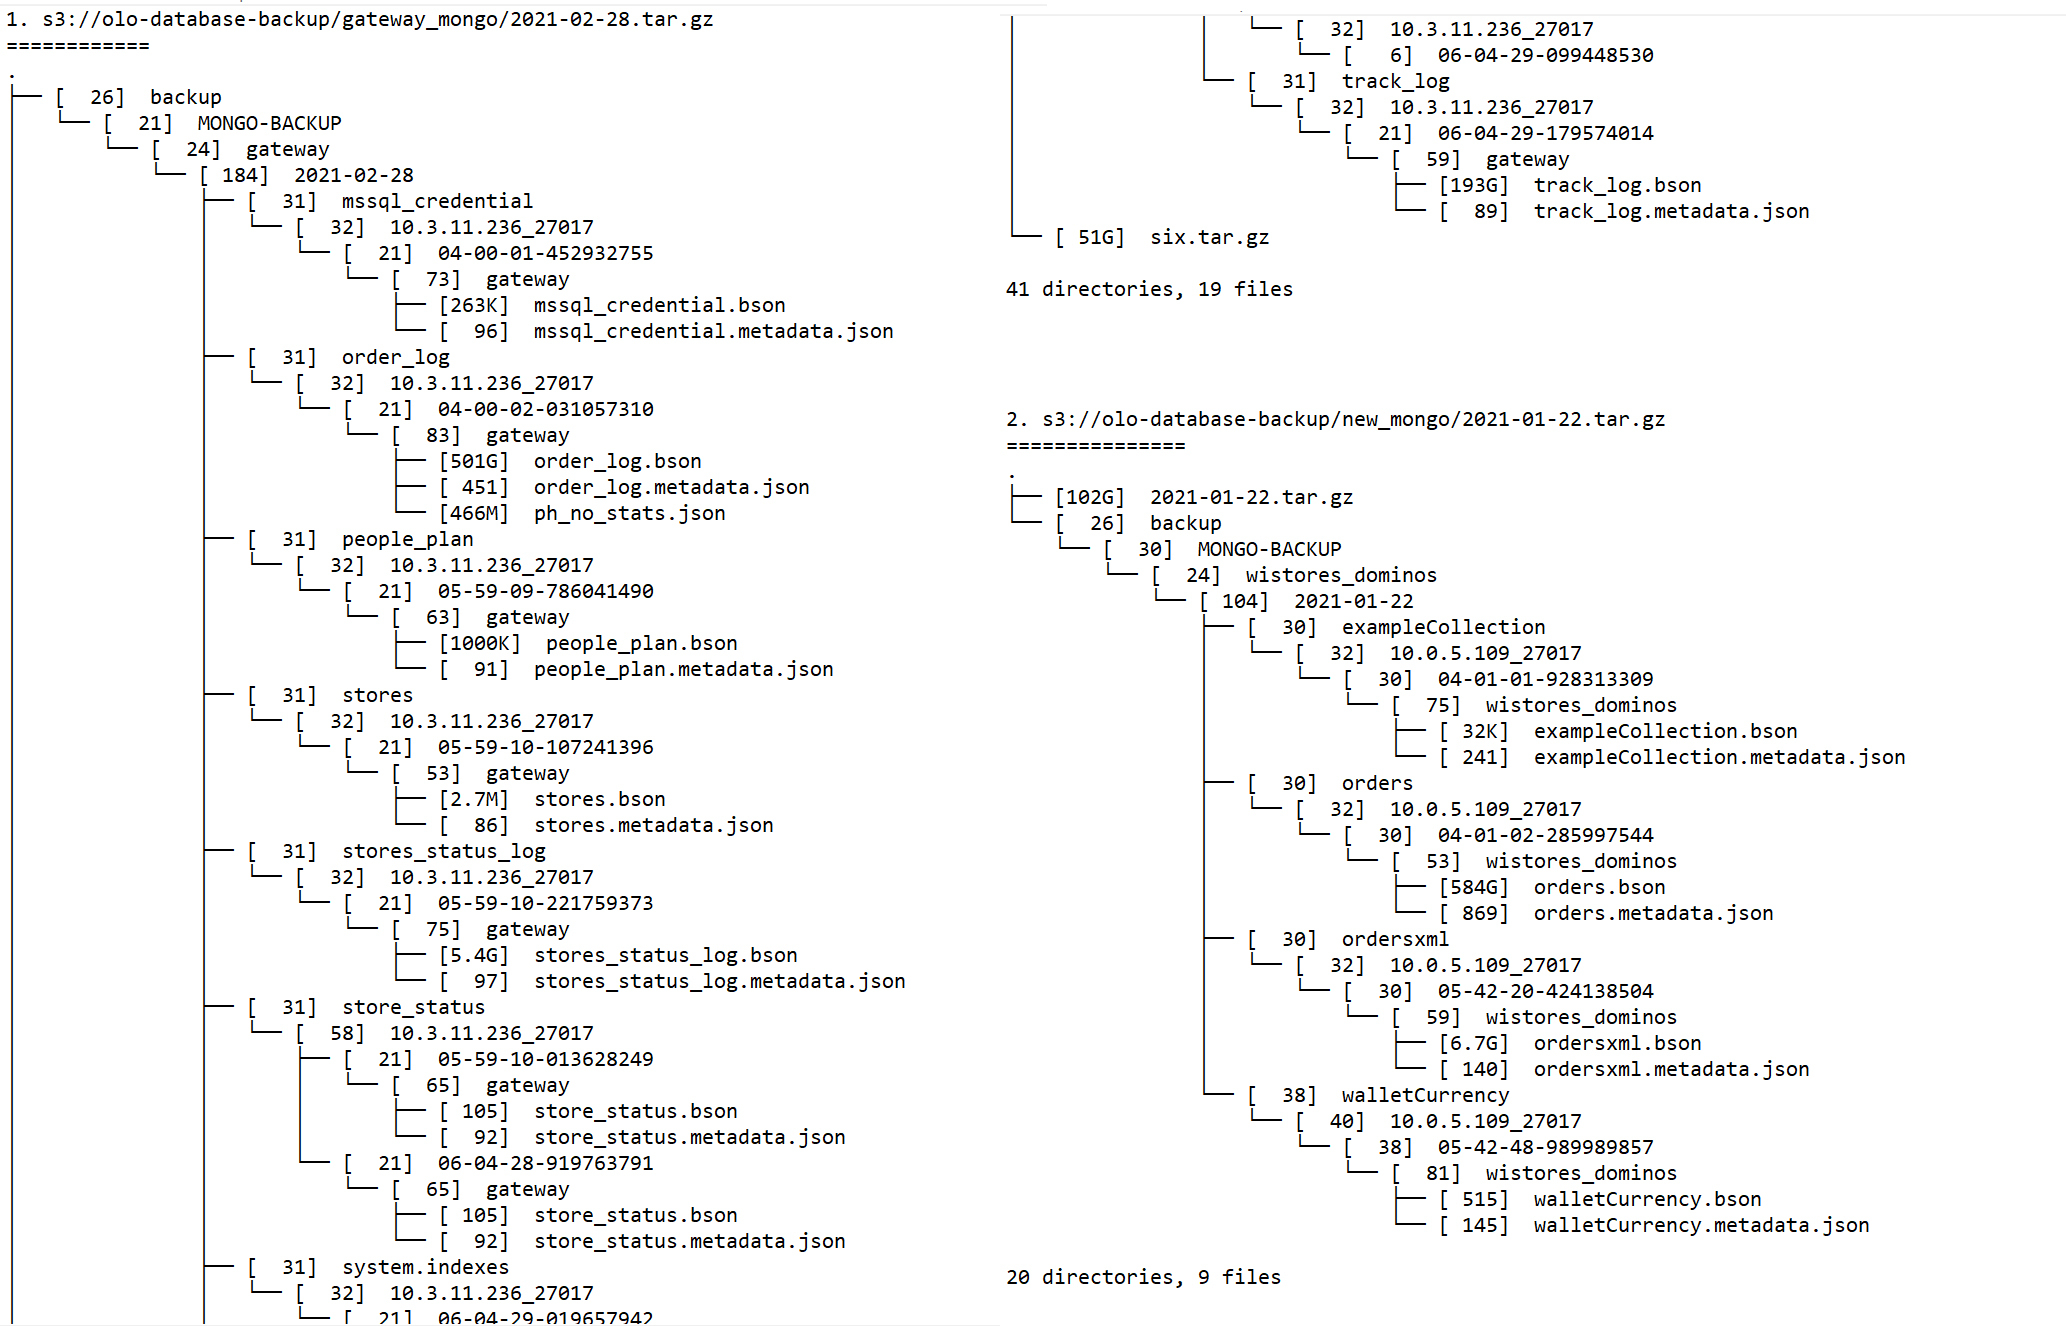 1. s3://olo-database-backup/gateway_mongo/2021-02-28.tar.gz
============
.
├── [  26]  backup
│   └── [  21]  MONGO-BACKUP
│       └── [  24]  gateway
│           └── [ 184]  2021-02-28
│               ├── [  31]  mssql_credential
│               │   └── [  32]  10.3.11.236_27017
│               │       └── [  21]  04-00-01-452932755
│               │           └── [  73]  gateway
│               │               ├── [263K]  mssql_credential.bson
│               │               └── [  96]  mssql_credential.metadata.json
│               ├── [  31]  order_log
│               │   └── [  32]  10.3.11.236_27017
│               │       └── [  21]  04-00-02-031057310
│               │           └── [  83]  gateway
│               │               ├── [501G]  order_log.bson
│               │               ├── [ 451]  order_log.metadata.json
│               │               └── [466M]  ph_no_stats.json
│               ├── [  31]  people_plan
│               │   └── [  32]  10.3.11.236_27017
│               │       └── [  21]  05-59-09-786041490
│               │           └── [  63]  gateway
│               │               ├── [1000K]  people_plan.bson
│               │               └── [  91]  people_plan.metadata.json
│               ├── [  31]  stores
│               │   └── [  32]  10.3.11.236_27017
│               │       └── [  21]  05-59-10-107241396
│               │           └── [  53]  gateway
│               │               ├── [2.7M]  stores.bson
│               │               └── [  86]  stores.metadata.json
│               ├── [  31]  stores_status_log
│               │   └── [  32]  10.3.11.236_27017
│               │       └── [  21]  05-59-10-221759373
│               │           └── [  75]  gateway
│               │               ├── [5.4G]  stores_status_log.bson
│               │               └── [  97]  stores_status_log.metadata.json
│               ├── [  31]  store_status
│               │   └── [  58]  10.3.11.236_27017
│               │       ├── [  21]  05-59-10-013628249
│               │       │   └── [  65]  gateway
│               │       │       ├── [ 105]  store_status.bson
│               │       │       └── [  92]  store_status.metadata.json
│               │       └── [  21]  06-04-28-919763791
│               │           └── [  65]  gateway
│               │               ├── [ 105]  store_status.bson
│               │               └── [  92]  store_status.metadata.json
│               ├── [  31]  system.indexes
│               │   └── [  32]  10.3.11.236_27017
│               │       └── [  21]  06-04-29-019657942
│               │   └── [  32]  10.3.11.236_27017
│               │       └── [   6]  06-04-29-099448530
│               └── [  31]  track_log
│                   └── [  32]  10.3.11.236_27017
│                       └── [  21]  06-04-29-179574014
│                           └── [  59]  gateway
│                               ├── [193G]  track_log.bson
│                               └── [  89]  track_log.metadata.json
└── [ 51G]  six.tar.gz
41 directories, 19 files
2. s3://olo-database-backup/new_mongo/2021-01-22.tar.gz
===============
.
├── [102G]  2021-01-22.tar.gz
└── [  26]  backup
    └── [  30]  MONGO-BACKUP
        └── [  24]  wistores_dominos
            └── [ 104]  2021-01-22
                ├── [  30]  exampleCollection
                │   └── [  32]  10.0.5.109_27017
                │       └── [  30]  04-01-01-928313309
                │           └── [  75]  wistores_dominos
                │               ├── [ 32K]  exampleCollection.bson
                │               └── [ 241]  exampleCollection.metadata.json
                ├── [  30]  orders
                │   └── [  32]  10.0.5.109_27017
                │       └── [  30]  04-01-02-285997544
                │           └── [  53]  wistores_dominos
                │               ├── [584G]  orders.bson
                │               └── [ 869]  orders.metadata.json
                ├── [  30]  ordersxml
                │   └── [  32]  10.0.5.109_27017
                │       └── [  30]  05-42-20-424138504
                │           └── [  59]  wistores_dominos
                │               ├── [6.7G]  ordersxml.bson
                │               └── [ 140]  ordersxml.metadata.json
                └── [  38]  walletCurrency
                    └── [  40]  10.0.5.109_27017
                        └── [  38]  05-42-48-989989857
                            └── [  81]  wistores_dominos
                                ├── [ 515]  walletCurrency.bson
                                └── [ 145]  walletCurrency.metadata.json
20 directories, 9 files